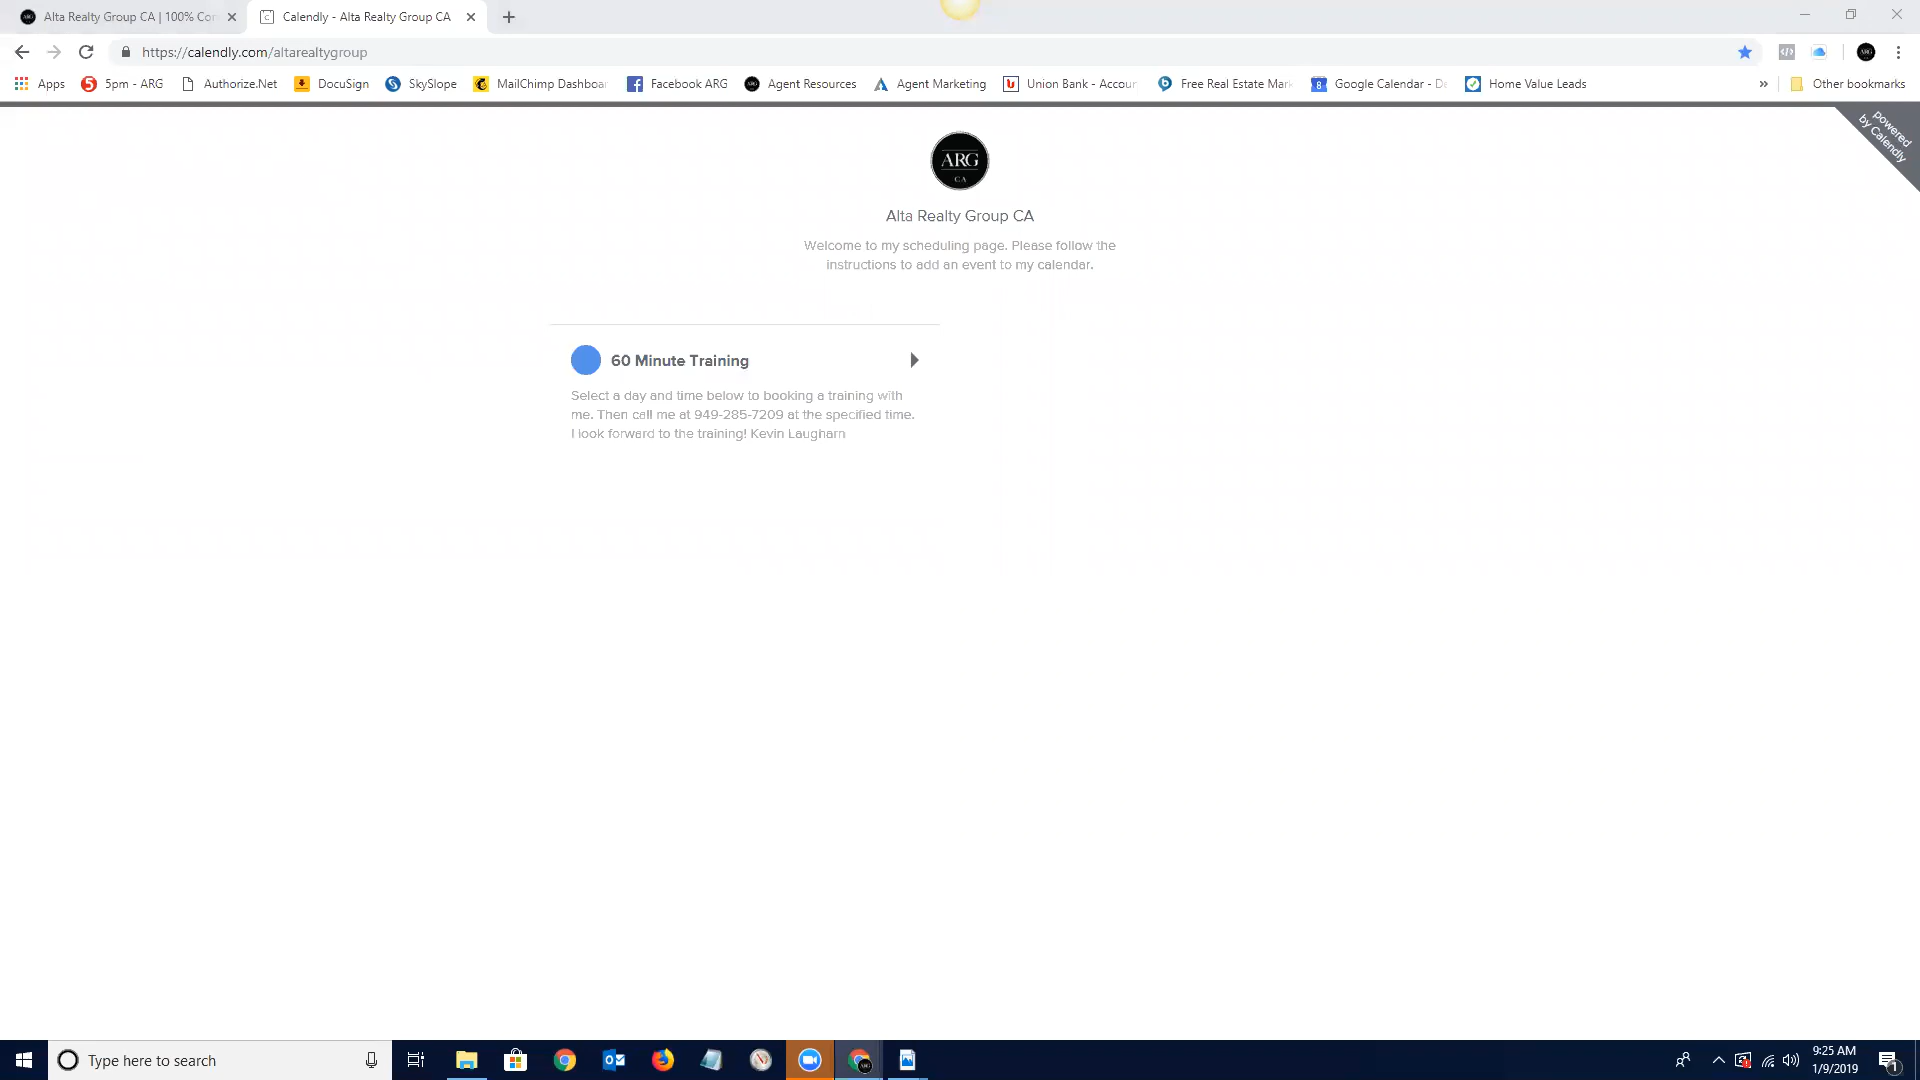 Alta Realty Group CA | 100% Con
Calendly - Alta Realty Group CA
https://calendly.com/altarealtygroup
Apps
5pm - ARG
Authorize.Net
DocuSign
SkySlope
MailChimp Dashboar
Facebook ARG
Agent Resources
Agent Marketing
Union Bank - Accour
Free Real Estate Mark
Google Calendar - De
Home Value Leads
»
Other bookmarks
powered
by Calendly
ARG
CA
Alta Realty Group CA
Welcome to my scheduling page. Please follow the
instructions to add an event to my calendar.
60 Minute Training
Select a day and time below to booking a training with
me. Then call me at 949-285-7209 at the specified time.
I look forward to the training! Kevin Laugharn
Type here to search
9:25 AM
1/9/2019
1